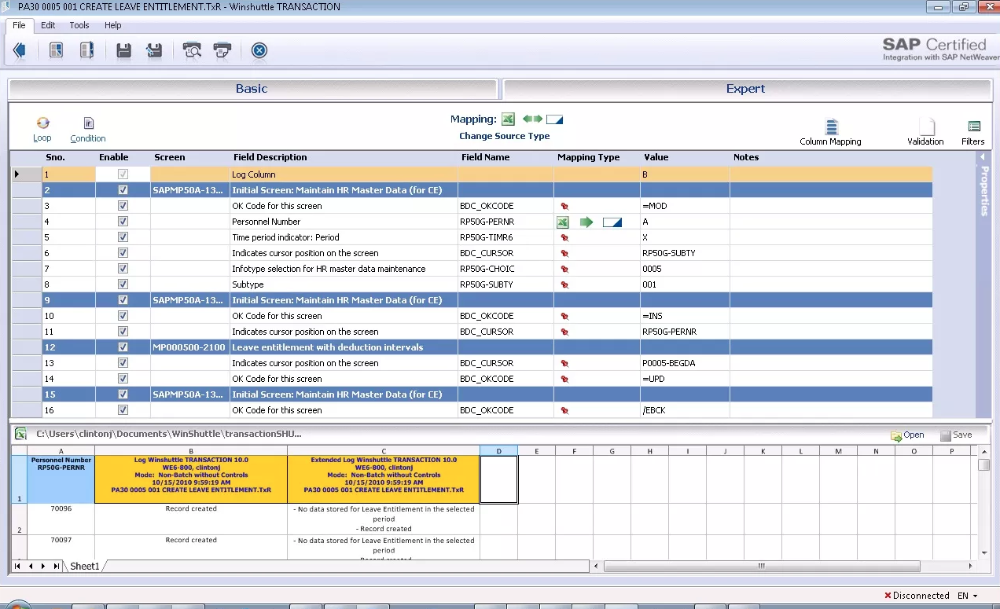 PA30 0005 001 CREATE LEAVE ENTITLEMENT.TxR - Winshuttle TRANSACTION
File Edit Tools Help
SAP Certified
Integration with SAP NetWeaver
Basic Expert
Loop Condition
Mapping:
Change Source Type
Column Mapping Validation Filters
Sno. Enable Screen Field Description Field Name Mapping Type Value Notes
Properties
1 Log Column B
2 SAPMP50A-13... Initial Screen: Maintain HR Master Data (for CE)
3 OK Code for this screen BDC_OKCODE =MOD
4 Personnel Number RP50G-PERNR A
5 Time period indicator: Period RP50G-TIMR6 X
6 Indicates cursor position on the screen BDC_CURSOR RP50G-SUBTY
7 Infotype selection for HR master data maintenance RP50G-CHOIC 0005
8 Subtype RP50G-SUBTY 001
9 SAPMP50A-13... Initial Screen: Maintain HR Master Data (for CE)
10 OK Code for this screen BDC_OKCODE =INS
11 Indicates cursor position on the screen BDC_CURSOR RP50G-PERNR
12 MP000500-2100 Leave entitlement with deduction intervals
13 Indicates cursor position on the screen BDC_CURSOR P0005-BEGDA
14 OK Code for this screen BDC_OKCODE =UPD
15 SAPMP50A-13... Initial Screen: Maintain HR Master Data (for CE)
16 OK Code for this screen BDC_OKCODE /EBCK
C:\Users\clintonj\Documents\WinShuttle\transactionSHU... Open Save
A B C D E F G H I J K L M N O P
1
Personnel Number
RP50G-PERNR
Log Winshuttle TRANSACTION 10.0
WE6-800, clintonj
Mode: Non-Batch without Controls
10/15/2010 9:59:19 AM
PA30 0005 001 CREATE LEAVE ENTITLEMENT.TxR
Extended Log Winshuttle TRANSACTION 10.0
WE6-800, clintonj
Mode: Non-Batch without Controls
10/15/2010 9:59:19 AM
PA30 0005 001 CREATE LEAVE ENTITLEMENT.TxR
2 70096 Record created - No data stored for Leave Entitlement in the selected
period
- Record created
70097 Record created - No data stored for Leave Entitlement in the selected
period
- Record created
Sheet1
Disconnected EN